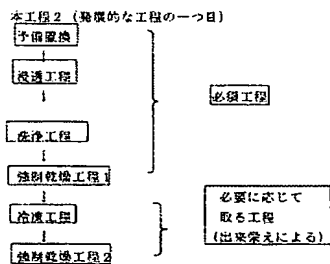 本工程2 (発展的な工程の一つ目)
予備置換
浸透工程
洗浄工程
強制乾燥工程1
冷凍工程
強制乾燥工程2
必須工程
必要に応じて
取る工程
(出来栄えによる)